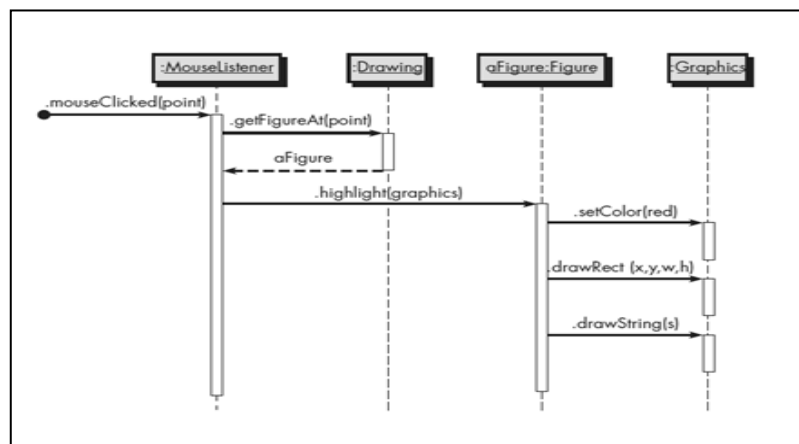 :MouseListener
:Drawing
aFigure:Figure
:Graphics
.mouseClicked(point)
.getFigureAt(point)
aFigure
.highlight(graphics)
.setColor(red)
.drawRect (x,y,w,h)
.drawString(s)